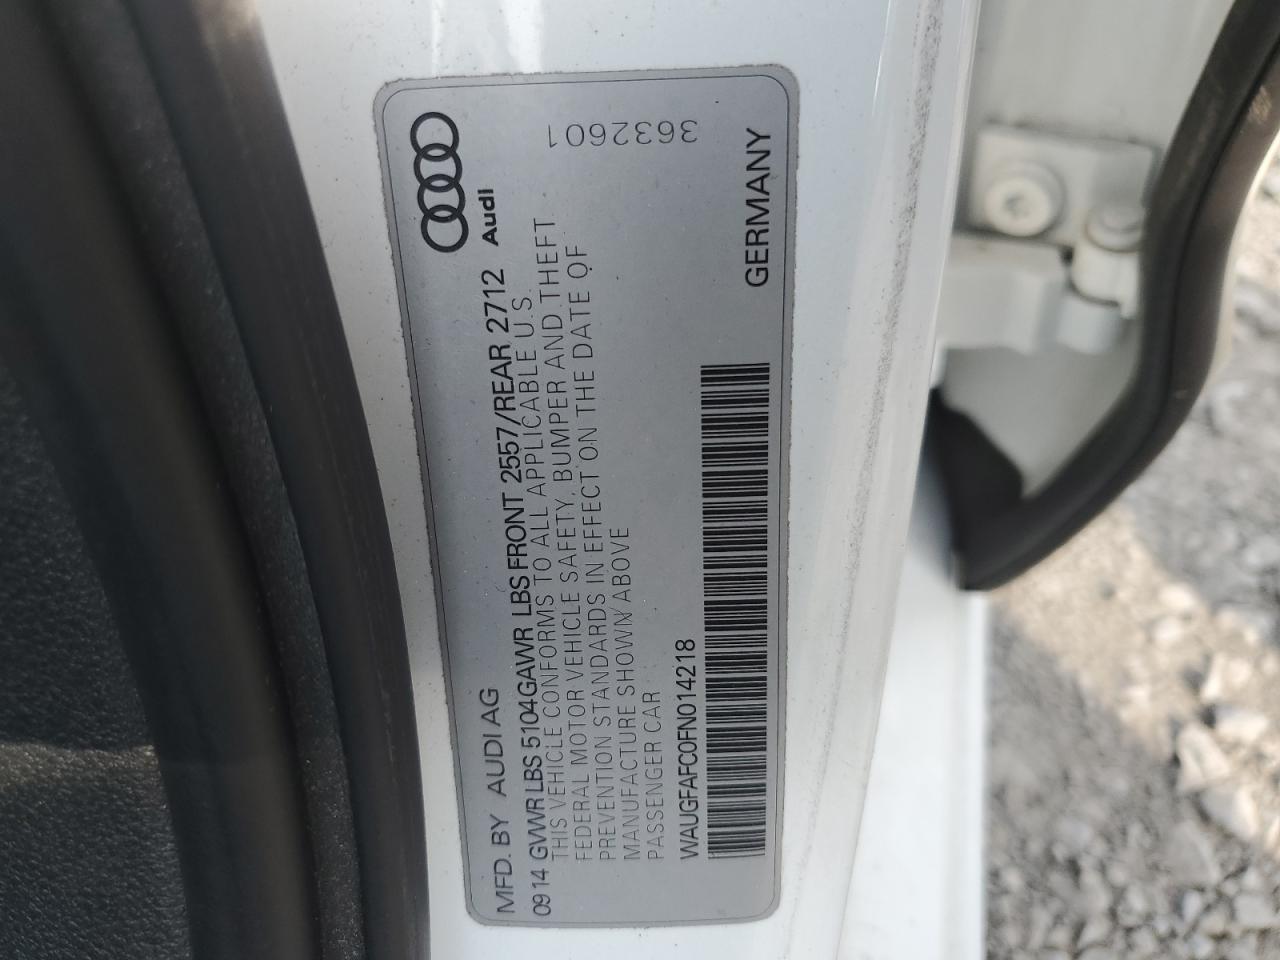 Audi
MFD. BY AUDI AG
0914 GVWR LBS 5104GAWR LBS FRONT 2557/REAR 2712
THIS VEHICLE CONFORMS TO ALL APPLICABLE U.S.
FEDERAL MOTOR VEHICLE SAFETY, BUMPER AND THEFT
PREVENTION STANDARDS IN EFFECT ON THE DATE OF
MANUFACTURE SHOWN ABOVE
PASSENGER CAR
WAUGFAFC0FN014218
GERMANY
3632601